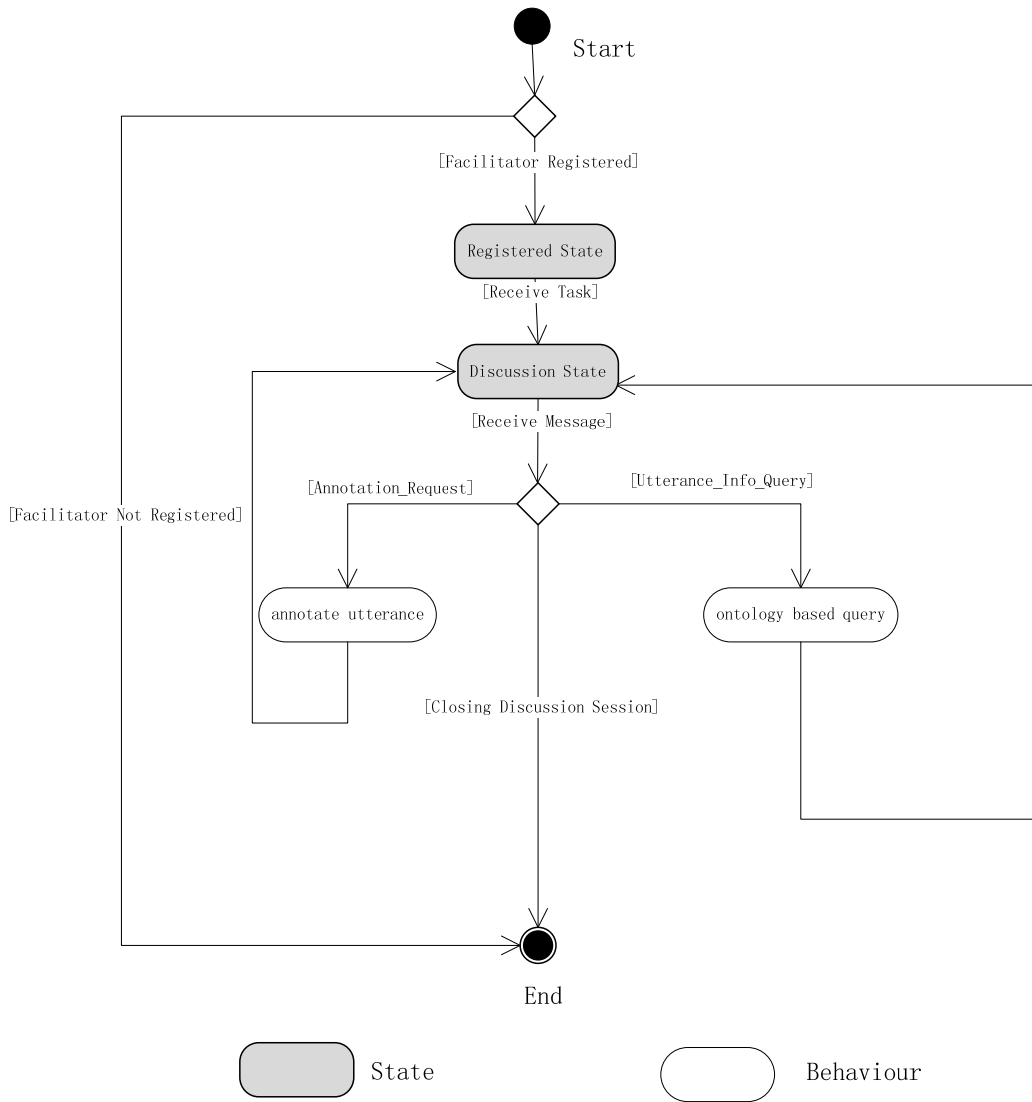 Start
[Facilitator Registered]
Registered State
[Receive Task]
Discussion State
[Receive Message]
[Annotation_Request]
[Utterance_Info_Query]
[Facilitator Not Registered]
annotate utterance
ontology based query
[Closing Discussion Session]
End
State
Behaviour